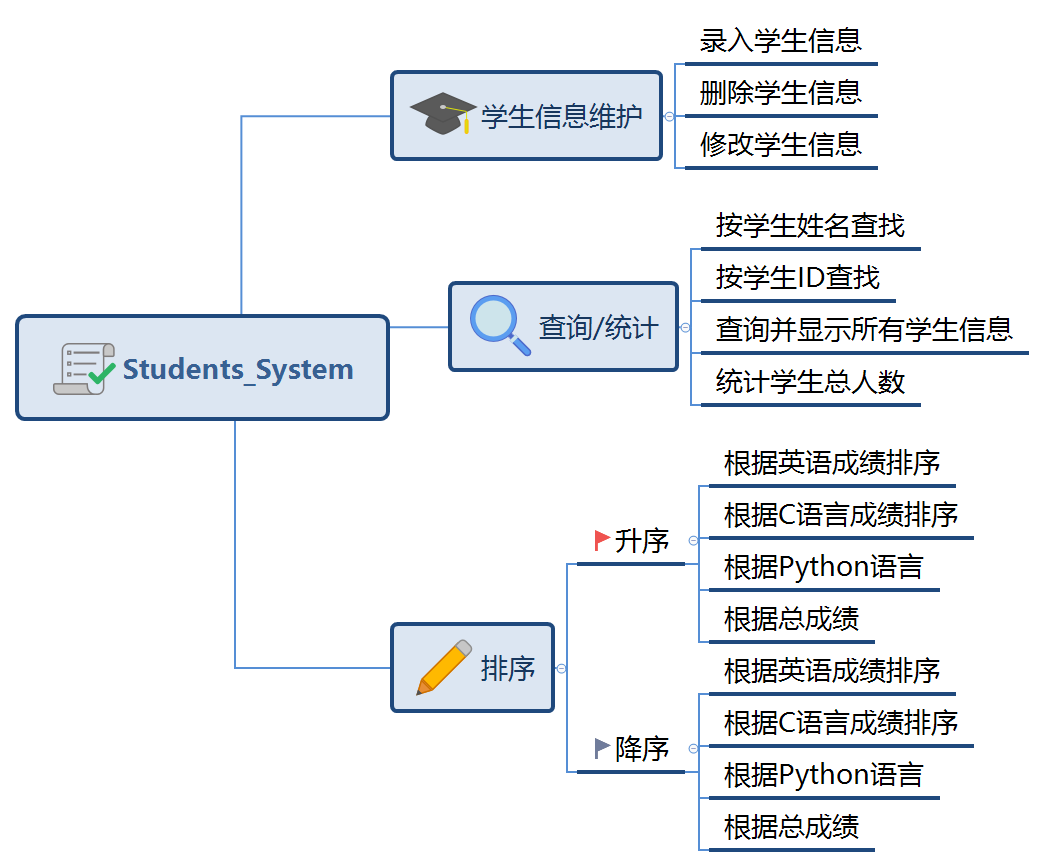 Students_System
学生信息维护
录入学生信息
删除学生信息
修改学生信息
查询/统计
按学生姓名查找
按学生ID查找
查询并显示所有学生信息
统计学生总人数
排序
升序
根据英语成绩排序
根据C语言成绩排序
根据Python语言
根据总成绩
降序
根据英语成绩排序
根据C语言成绩排序
根据Python语言
根据总成绩